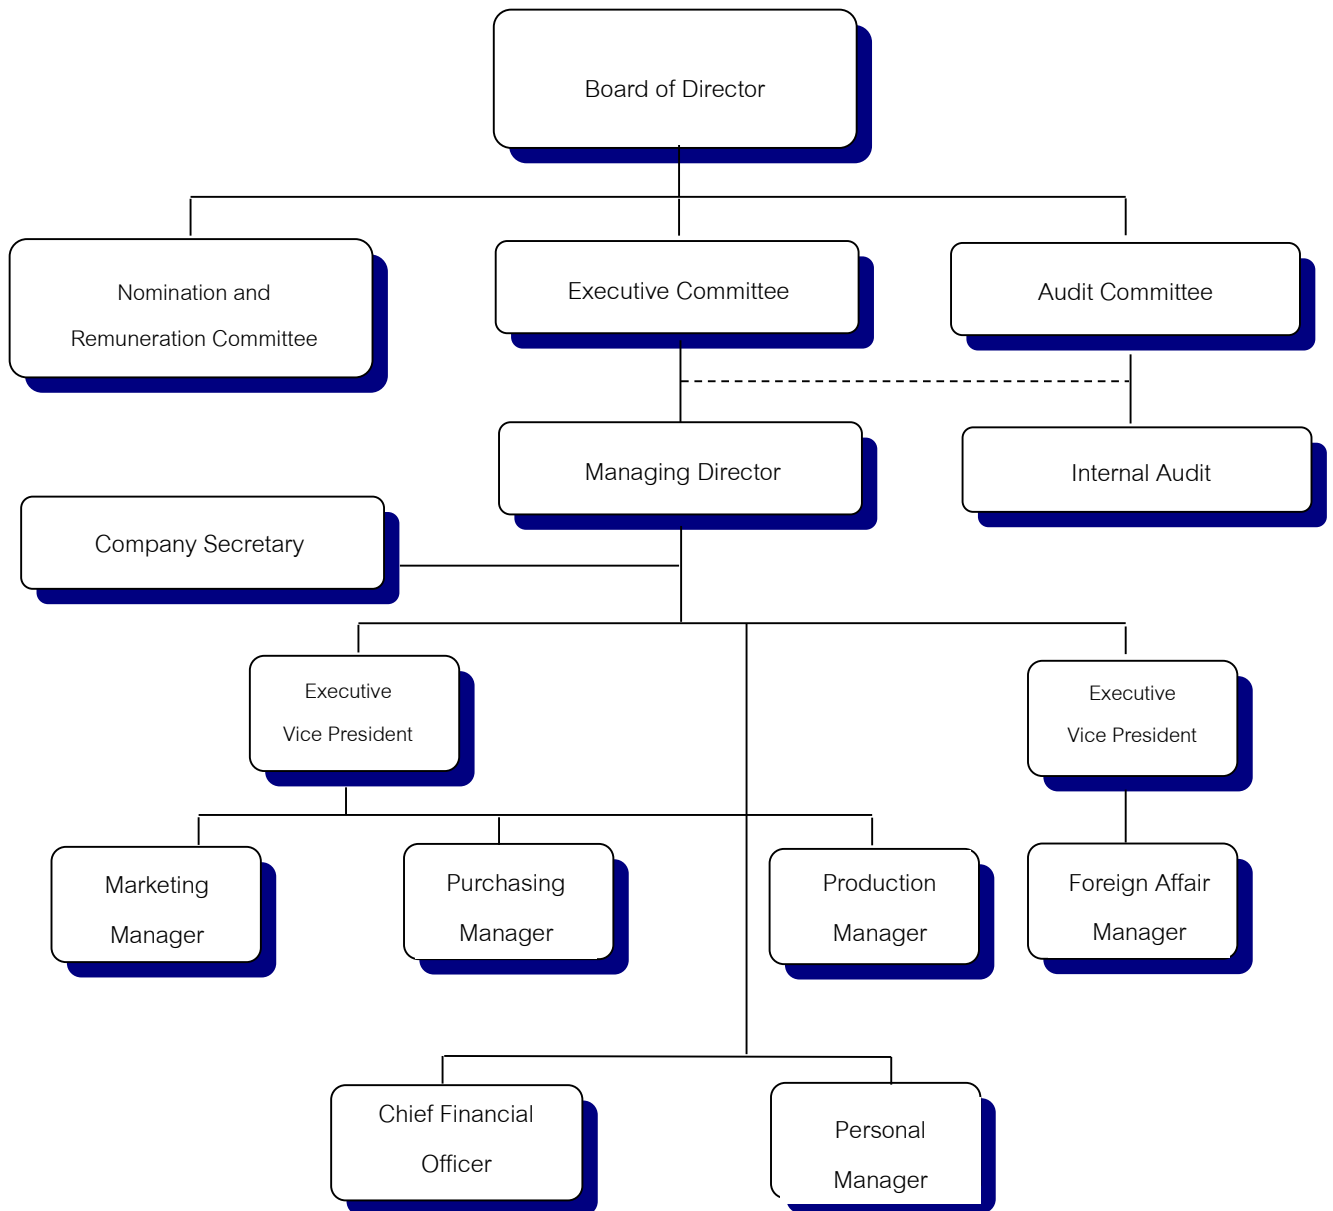 Board of Director
Nomination and
Remuneration Committee
Executive Committee
Audit Committee
Managing Director
Internal Audit
Company Secretary
Executive
Vice President
Executive
Vice President
Marketing
Manager
Purchasing
Manager
Production
Manager
Foreign Affair
Manager
Chief Financial
Officer
Personal
Manager